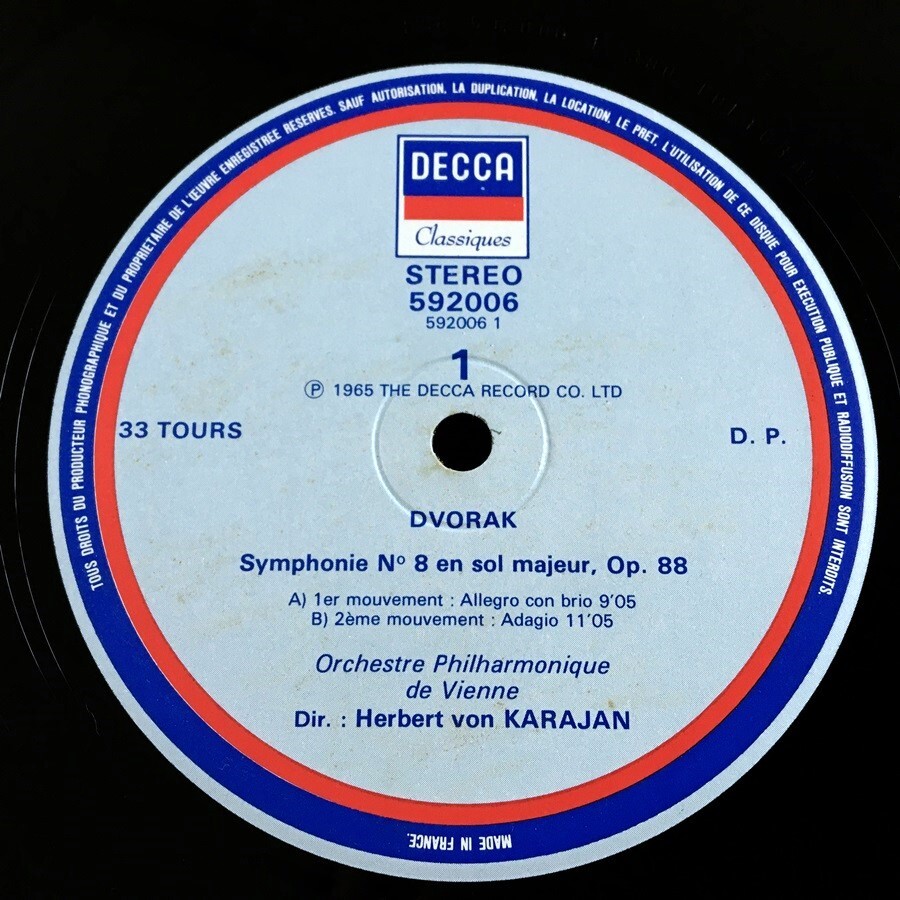 TOUS DROITS DU PRODUCTEUR PHONOGRAPHIQUE ET DU PROPRIETAIRE DE L'ŒUVRE ENREGISTREE RESERVES. SAUF AUTORISATION. LA DUPLICATION, LA LOCATION, LE PRET, L'UTILISATION DE CE DISQUE POUR EXECUTION PUBLIQUE ET RADIODIFFUSION SONT INTERDITS.
DECCA
Classiques
STEREO
592006
592006 1
1
Ⓟ 1965 THE DECCA RECORD CO. LTD
33 TOURS
D. P.
DVORAK
Symphonie Nº 8 en sol majeur, Op. 88
A) 1er mouvement : Allegro con brio 9'05
B) 2ème mouvement : Adagio 11'05
Orchestre Philharmonique
de Vienne
Dir. : Herbert von KARAJAN
MADE IN FRANCE.